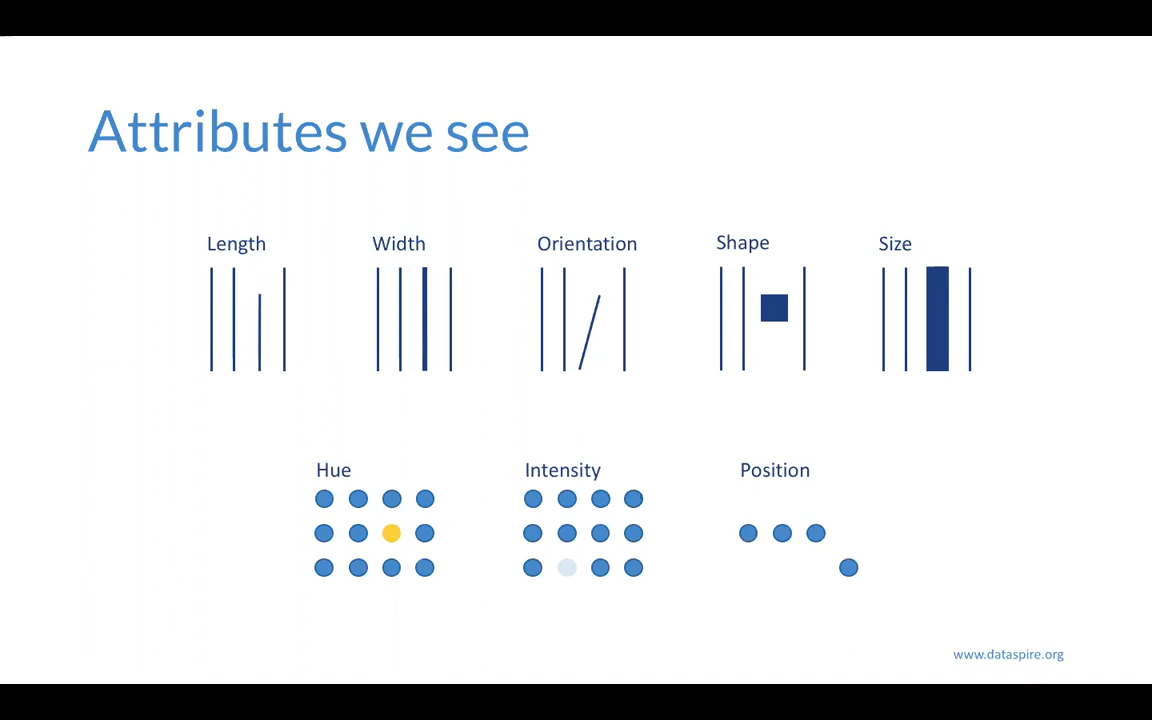 Attributes we see
Length
Width
Orientation
Shape
Size
Hue
Intensity
Position
www.dataspire.org